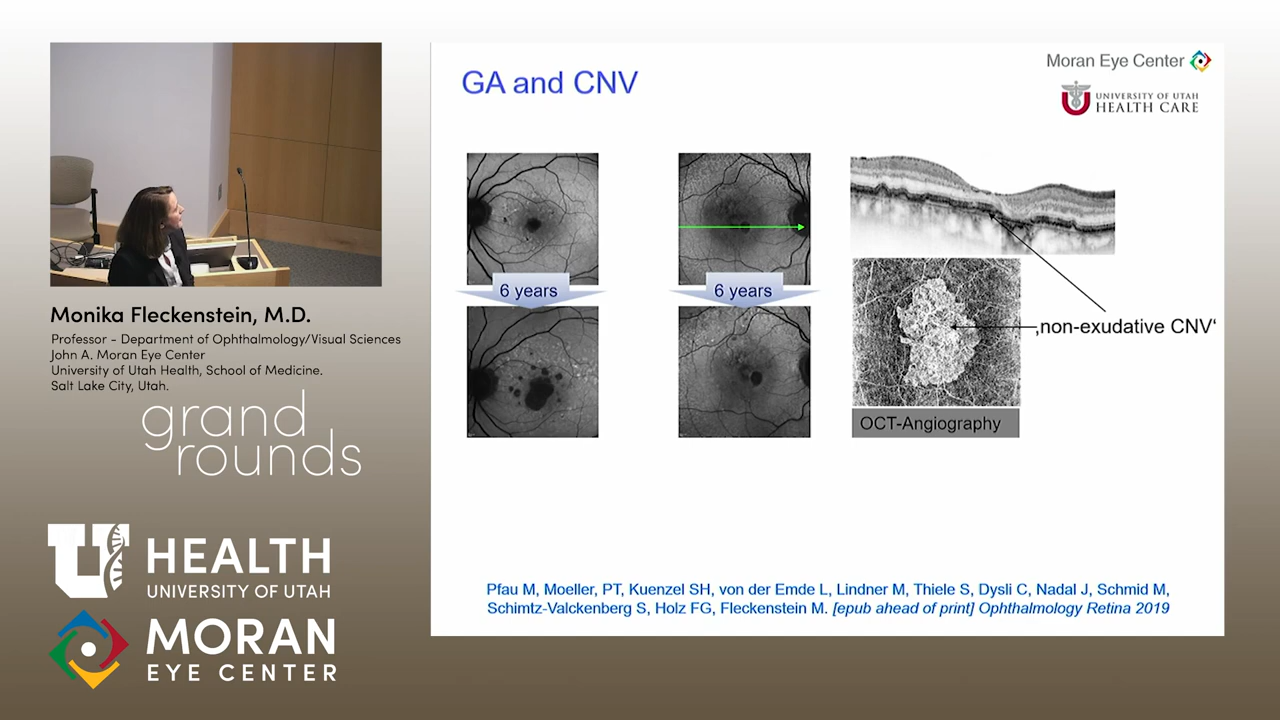 Monika Fleckenstein, M.D.
Professor - Department of Ophthalmology/Visual Sciences
John A. Moran Eye Center
University of Utah Health, School of Medicine.
Salt Lake City, Utah.
grand
rounds
U HEALTH
UNIVERSITY OF UTAH
MORAN
EYE CENTER
GA and CNV
Moran Eye Center
U UNIVERSITY OF UTAH
HEALTH CARE
6 years
6 years
‚non-exudative CNV‘
OCT-Angiography
Pfau M, Moeller, PT, Kuenzel SH, von der Emde L, Lindner M, Thiele S, Dysli C, Nadal J, Schmid M,
Schimtz-Valckenberg S, Holz FG, Fleckenstein M. [epub ahead of print] Ophthalmology Retina 2019